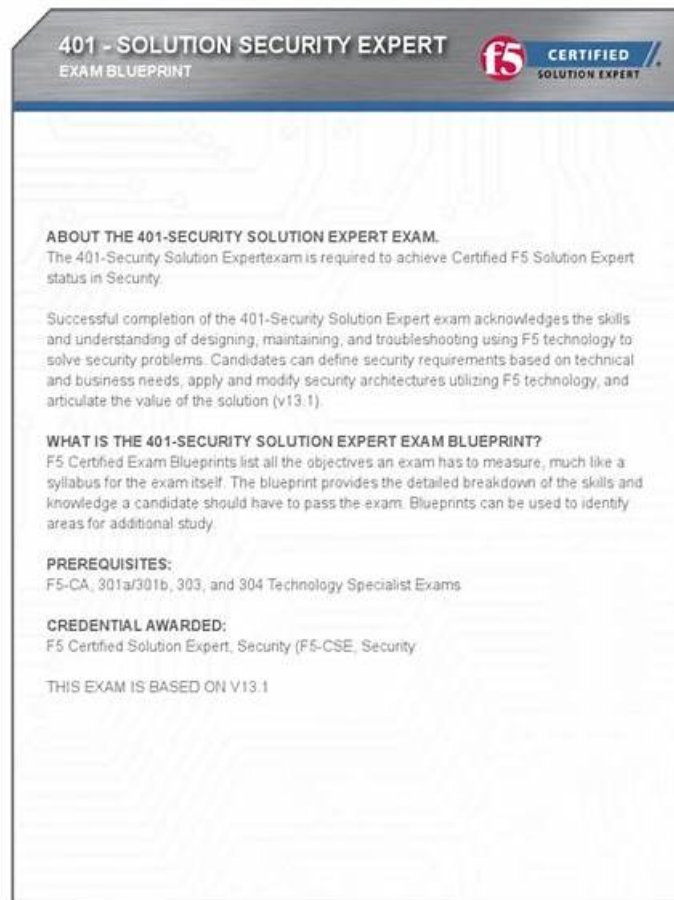 401 - SOLUTION SECURITY EXPERT
EXAM BLUEPRINT
f5
CERTIFIED
SOLUTION EXPERT
ABOUT THE 401-SECURITY SOLUTION EXPERT EXAM.
The 401-Security Solution Expertexam is required to achieve Certified F5 Solution Expert
status in Security.
Successful completion of the 401-Security Solution Expert exam acknowledges the skills
and understanding of designing, maintaining, and troubleshooting using F5 technology to
solve security problems. Candidates can define security requirements based on technical
and business needs, apply and modify security architectures utilizing F5 technology, and
articulate the value of the solution (v13.1).
WHAT IS THE 401-SECURITY SOLUTION EXPERT EXAM BLUEPRINT?
F5 Certified Exam Blueprints list all the objectives an exam has to measure, much like a
syllabus for the exam itself. The blueprint provides the detailed breakdown of the skills and
knowledge a candidate should have to pass the exam. Blueprints can be used to identify
areas for additional study.
PREREQUISITES:
F5-CA, 301a/301b, 303, and 304 Technology Specialist Exams
CREDENTIAL AWARDED:
F5 Certified Solution Expert, Security (F5-CSE, Security
THIS EXAM IS BASED ON V13.1